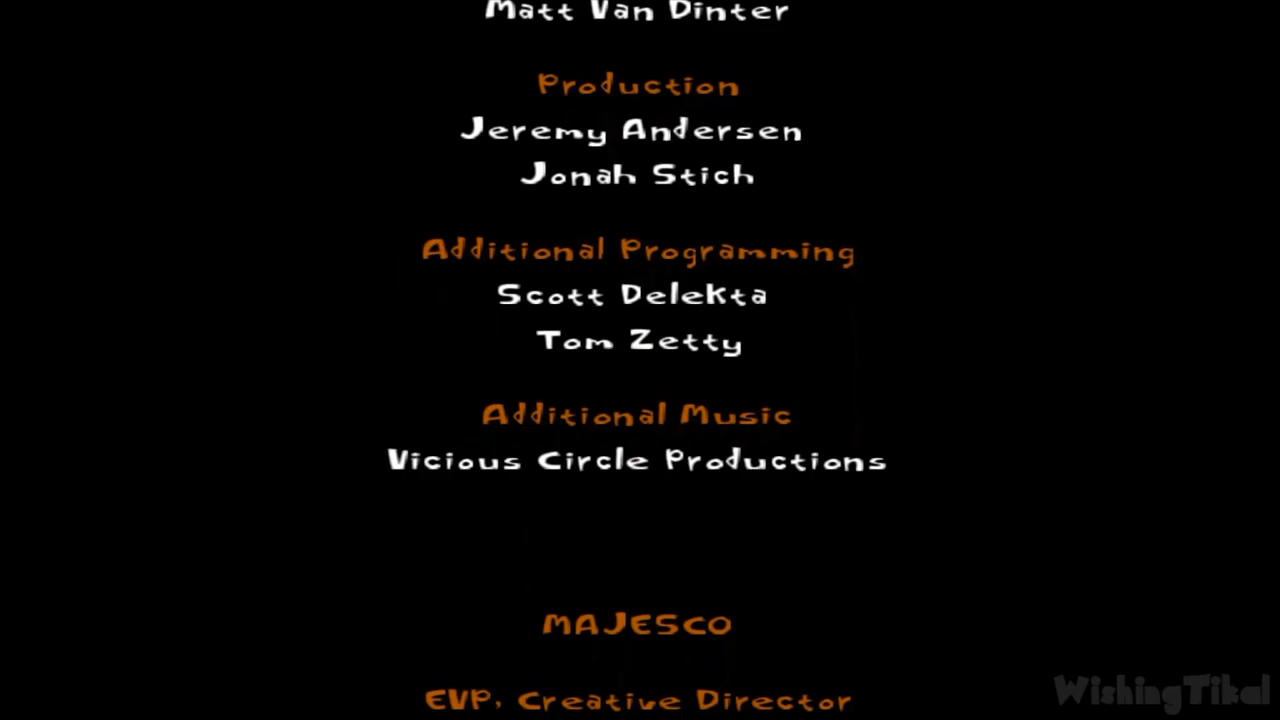 Matt Van Dinter
Production
Jeremy Andersen
Jonah Stich
Additional Programming
Scott Delekta
Tom Zetty
Additional Music
Vicious Circle Productions
MAJESCO
EVP, Creative Director
WishingTikal